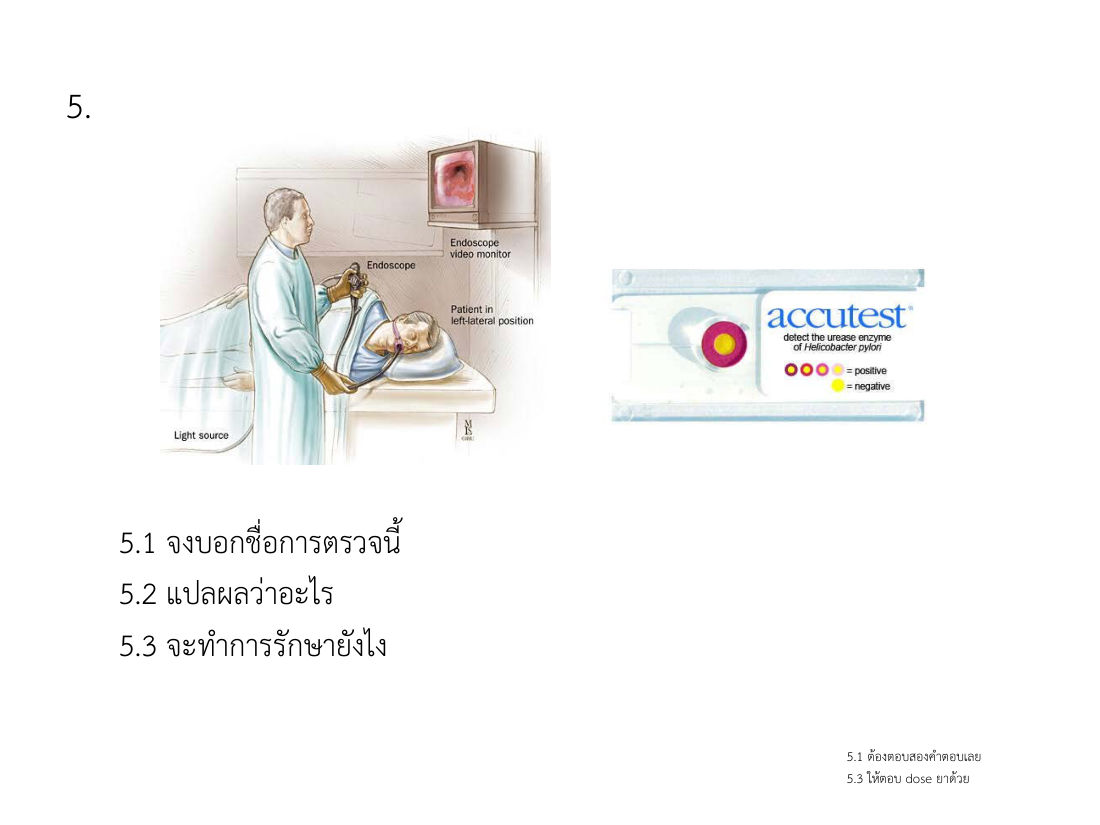 5.
Endoscope
video monitor
Endoscope
Patient in
left-lateral position
Light source
accutest®
detect the urease enzyme
of Helicobacter pylori
= positive
= negative
5.1 จงบอกชื่อการตรวจนี้
5.2 แปลผลว่าอะไร
5.3 จะทำการรักษายังไง
5.1 ต้องตอบสองคำตอบเลย
5.3 ให้ตอบ dose ยาด้วย